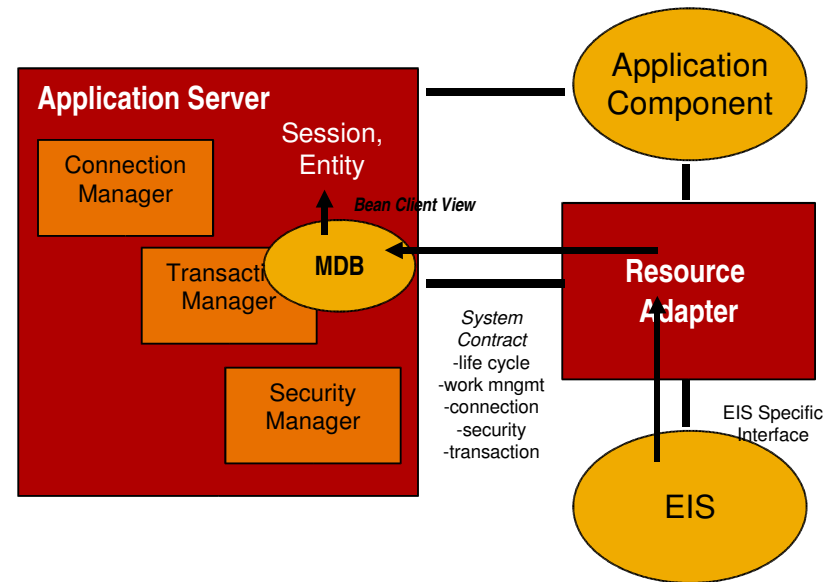 Application
Component
Application Server
Session,
Entity
Connection
Manager
Bean Client View
MDB
Transacti
Manager
Resource
Adapter
System
Contract
-life cycle
-work mngmt
-connection
-security
-transaction
Security
Manager
EIS Specific
Interface
EIS